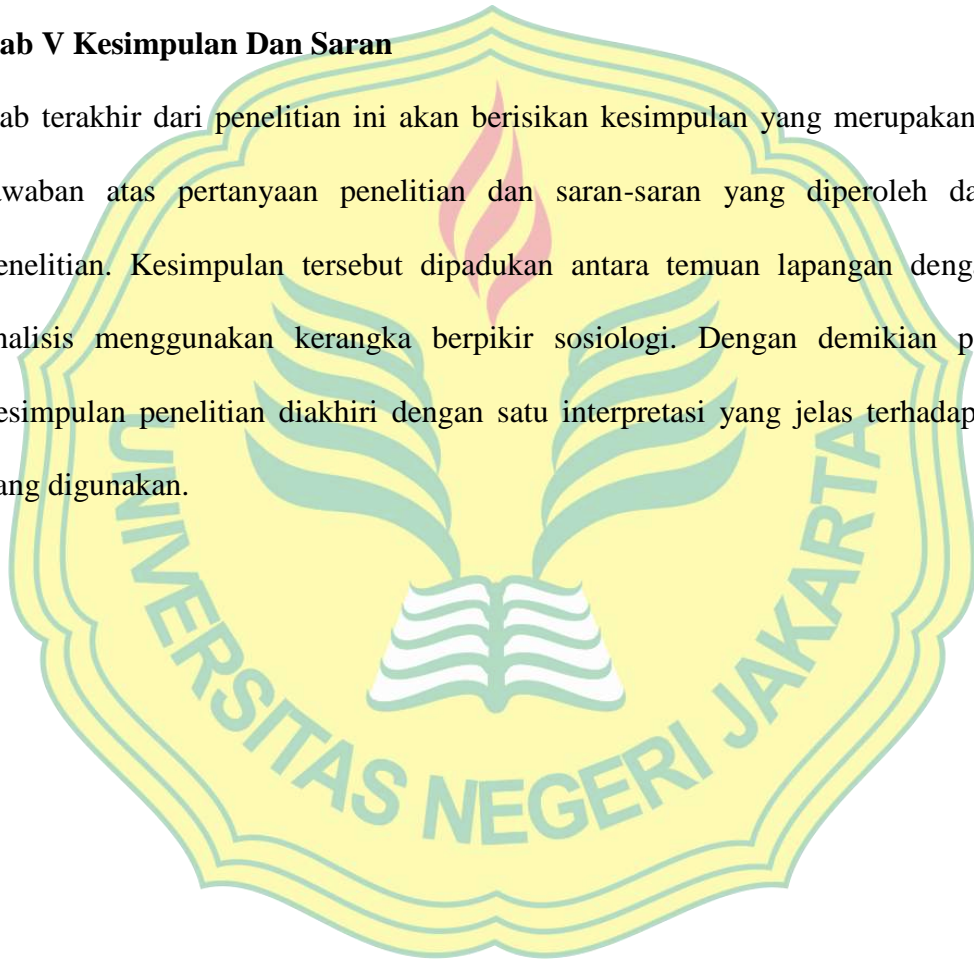 ab V Kesimpulan Dan Saran
ab terakhir dari penelitian ini akan berisikan kesimpulan yang merupakan
awaban atas pertanyaan penelitian dan saran-saran yang diperoleh da
enelitian. Kesimpulan tersebut dipadukan antara temuan lapangan deng
nalisis menggunakan kerangka berpikir sosiologi. Dengan demikian p
esimpulan penelitian diakhiri dengan satu interpretasi yang jelas terhadap
ang digunakan.
UNIVERSITAS NEGERI JAKARTA